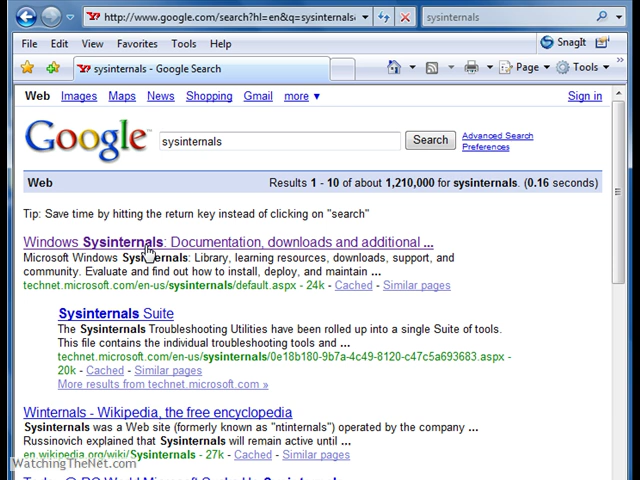 http://www.google.com/search?hl=en&q=sysinternals&
sysinternals
File Edit View Favorites Tools Help
SnagIt
sysinternals - Google Search
Page
Tools
Web Images Maps News Shopping Gmail more ▼
Sign in
Google
sysinternals
Search
Advanced Search
Preferences
Web
Results 1 - 10 of about 1,210,000 for sysinternals. (0.16 seconds)
Tip: Save time by hitting the return key instead of clicking on "search"
Windows Sysinternals: Documentation, downloads and additional ...
Microsoft Windows Sysinternals: Library, learning resources, downloads, support, and
community. Evaluate and find out how to install, deploy, and maintain ...
technet.microsoft.com/en-us/sysinternals/default.aspx - 24k - Cached - Similar pages
Sysinternals Suite
The Sysinternals Troubleshooting Utilities have been rolled up into a single Suite of tools.
This file contains the individual troubleshooting tools and ...
technet.microsoft.com/en-us/sysinternals/0e18b180-9b7a-4c49-8120-c47c5a693683.aspx -
20k - Cached - Similar pages
More results from technet.microsoft.com »
Winternals - Wikipedia, the free encyclopedia
Sysinternals was a Web site (formerly known as "ntinternals") operated by the company ...
Russinovich explained that Sysinternals will remain active until ...
en.wikipedia.org/wiki/ - 27k - Cached - Similar pages
WatchingTheNet.com